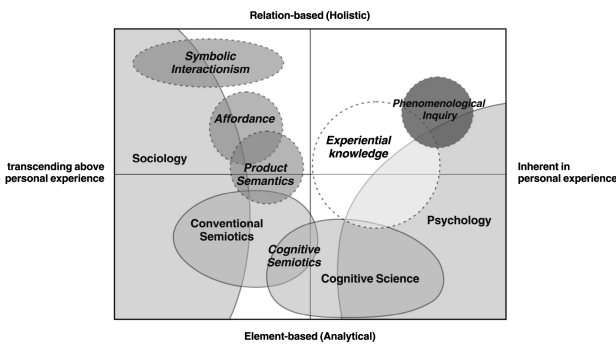 Relation-based (Holistic)
Symbolic
Interactionism
Phenomenological
Inquiry
Affordance
Experiential
knowledge
Sociology
transcending above
personal experience
Product
Semantics
Inherent in
personal experience
Conventional
Semiotics
Psychology
Cognitive
Semiotics
Cognitive Science
Element-based (Analytical)